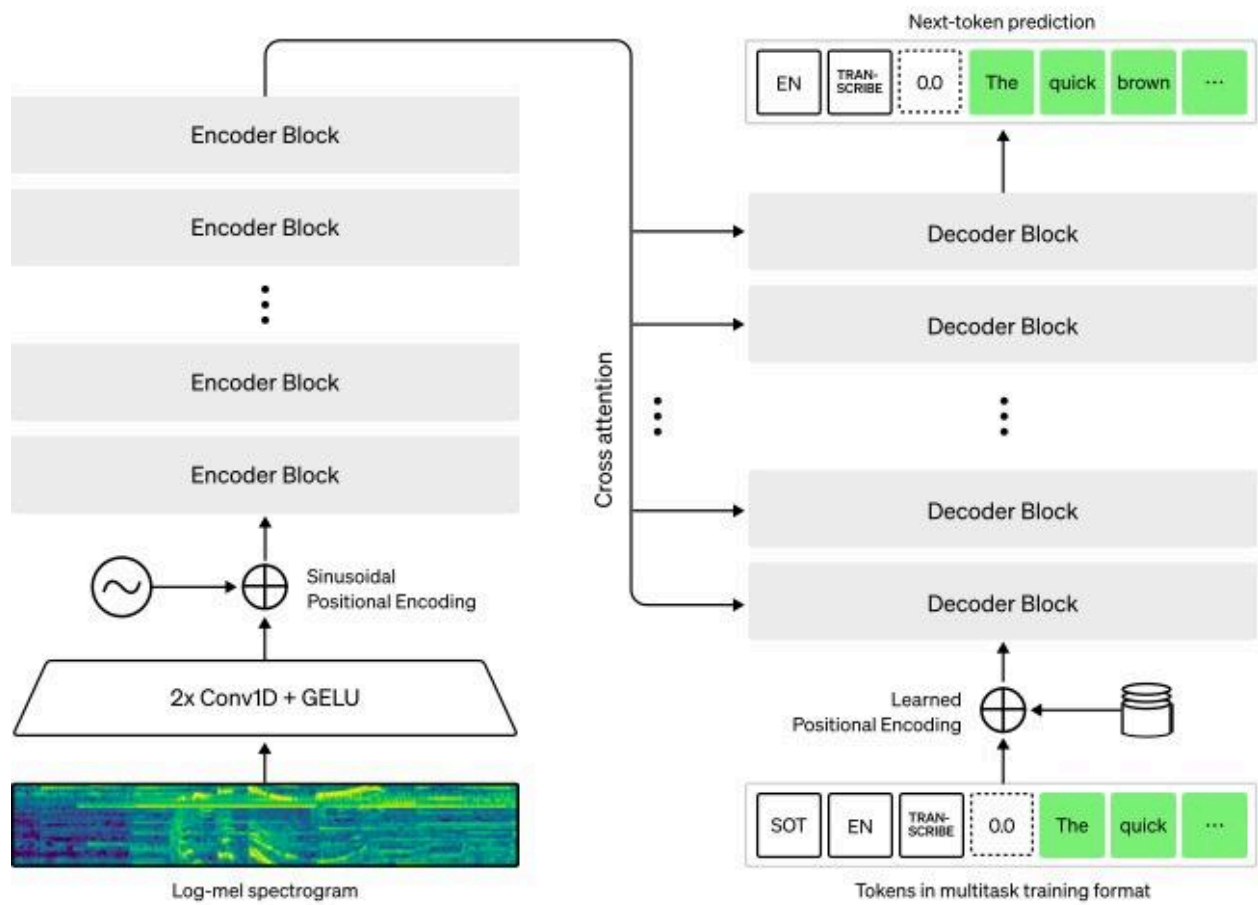 Next-token prediction
EN TRAN-SCRIBE 0.0 The quick brown ...
Encoder Block
Encoder Block
Encoder Block
Encoder Block
Sinusoidal
Positional Encoding
2x Conv1D + GELU
Log-mel spectrogram
Cross attention
Decoder Block
Decoder Block
Decoder Block
Decoder Block
Learned
Positional Encoding
SOT EN TRAN-SCRIBE 0.0 The quick ...
Tokens in multitask training format